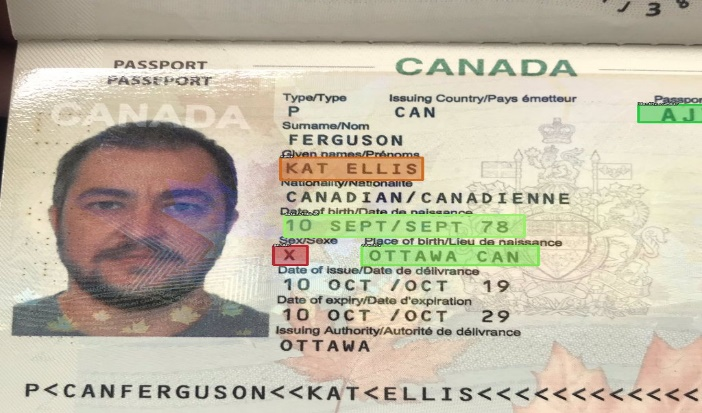 PASSPORT
PASSEPORT
CANADA
CANADA
Type/Type Issuing Country/Pays émetteur
P CAN AJ
Surname/Nom
FERGUSON
Given names/Prénoms
KAT ELLIS
Nationality/Nationalité
CANADIAN/CANADIENNE
Date of birth/Date de naissance
10 SEPT/SEPT 78
Sex/Sexe Place of birth/Lieu de naissance
X OTTAWA CAN
Date of issue/Date de délivrance
10 OCT /OCT 19
Date of expiry/Date d'expiration
10 OCT /OCT 29
Issuing Authority/Autorité de délivrance
OTTAWA
P<CANFERGUSON<<KAT<ELLIS<<<<<<<<<<<<